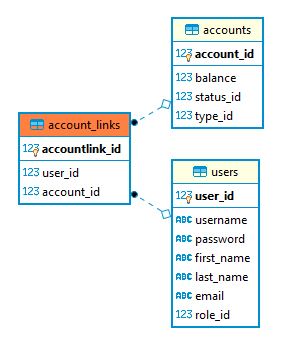 accounts
123 account_id
123 balance
123 status_id
123 type_id
account_links
123 accountlink_id
123 user_id
123 account_id
users
123 user_id
ABC username
ABC password
ABC first_name
ABC last_name
ABC email
123 role_id